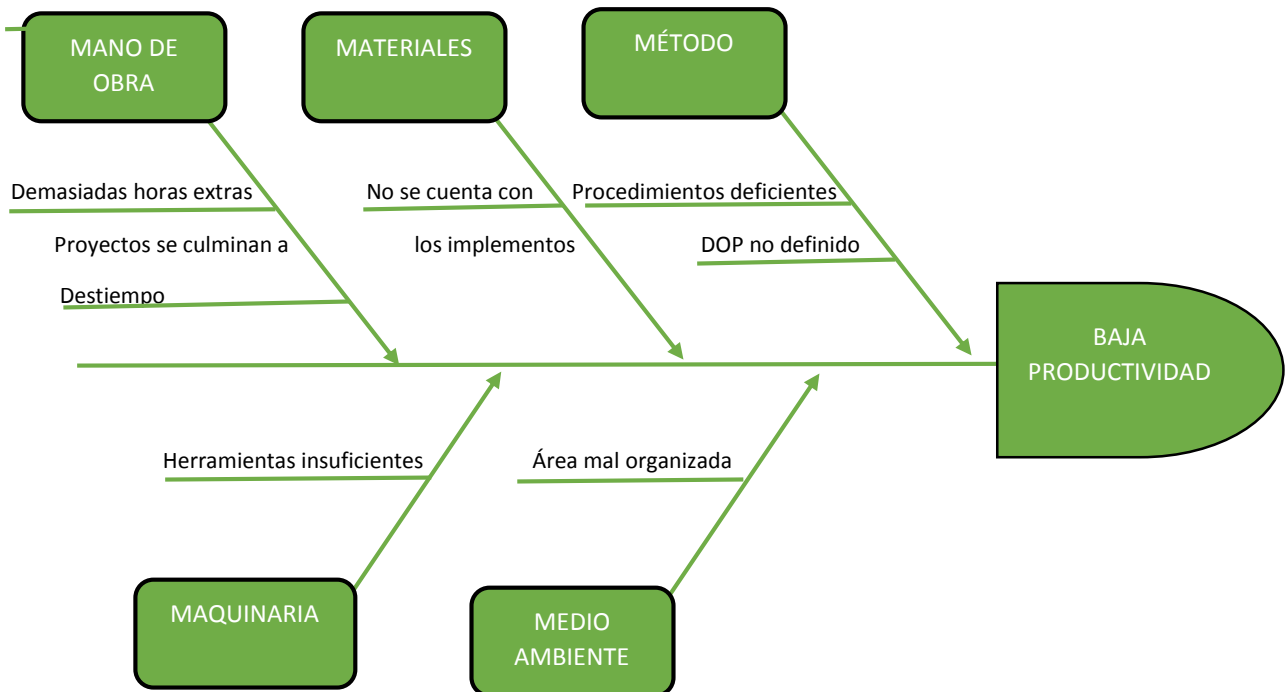 MANO DE
OBRA
MATERIALES
MÉTODO
Demasiadas horas extras
Proyectos se culminan a
Destiempo
No se cuenta con
los implementos
Procedimientos deficientes
DOP no definido
BAJA
PRODUCTIVIDAD
Herramientas insuficientes
Área mal organizada
MAQUINARIA
MEDIO
AMBIENTE